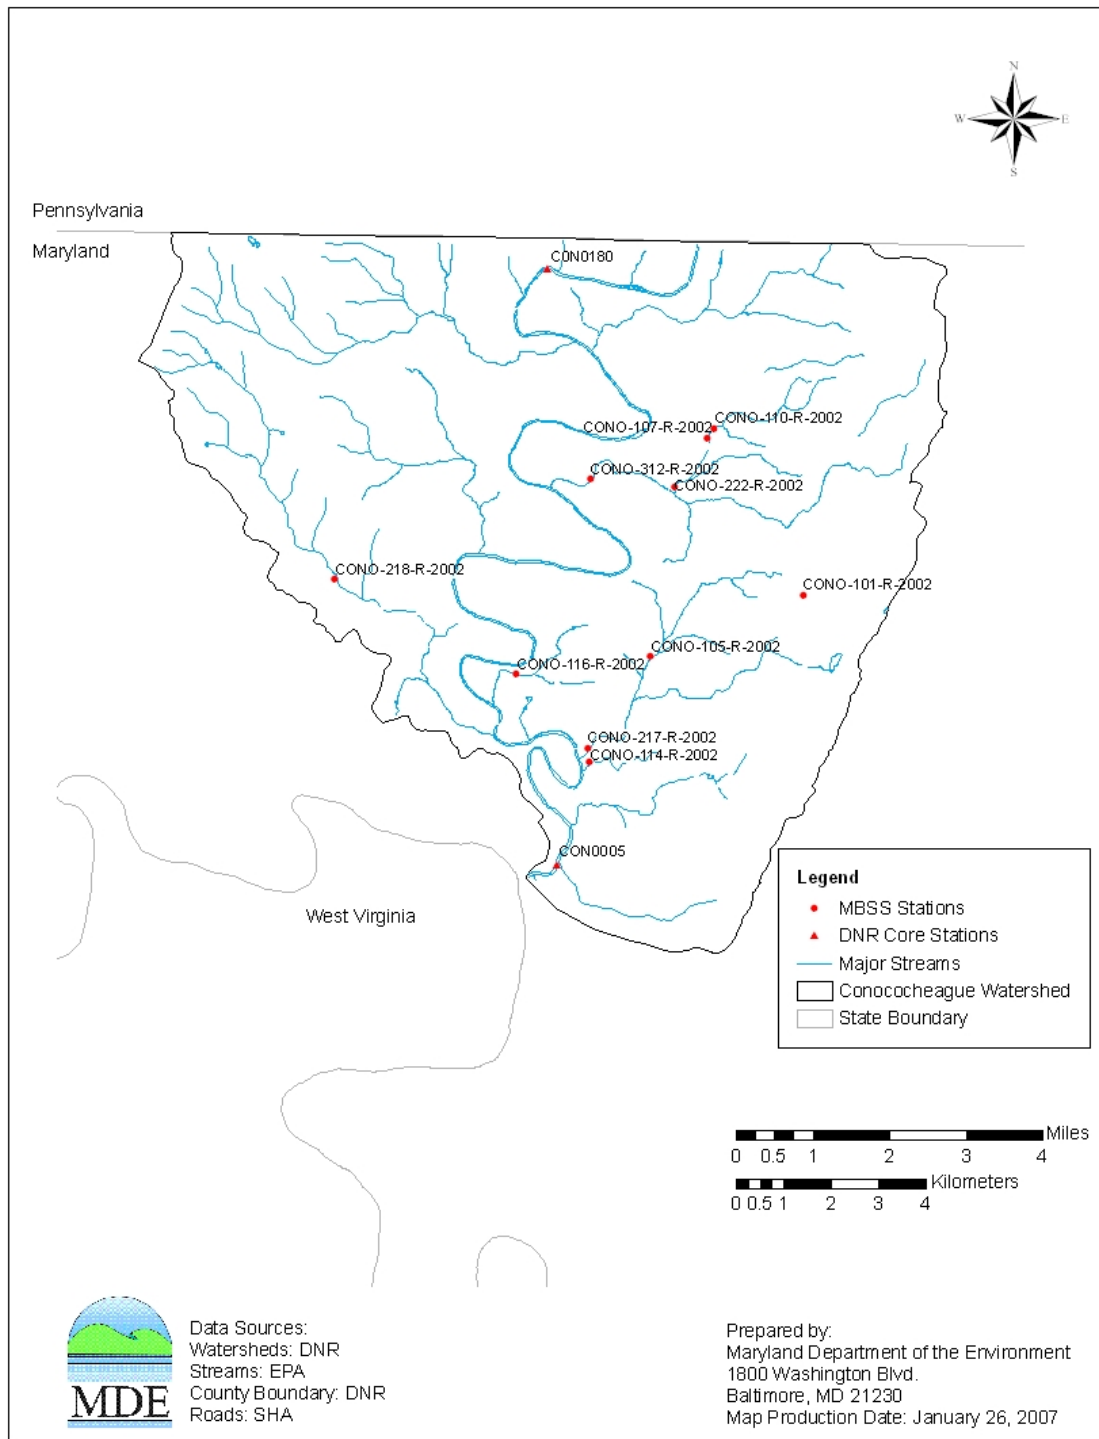 N
W E
S
Pennsylvania
Maryland
C0N0180
CONO-110-R-2002
CONO-107-R-2002
CONO-312-R-2002
CONO-222-R-2002
CONO-218-R-2002
CONO-101-R-2002
CONO-105-R-2002
CONO-116-R-2002
CONO-217-R-2002
CONO-114-R-2002
CON0005
West Virginia
Legend
MBSS Stations
DNR Core Stations
Major Streams
Conococheague Watershed
State Boundary
Miles
0 0.5 1 2 3 4
Kilometers
0 0.5 1 2 3 4
MDE
Data Sources:
Watersheds: DNR
Streams: EPA
County Boundary: DNR
Roads: SHA
Prepared by:
Maryland Department of the Environment
1800 Washington Blvd.
Baltimore, MD 21230
Map Production Date: January 26, 2007